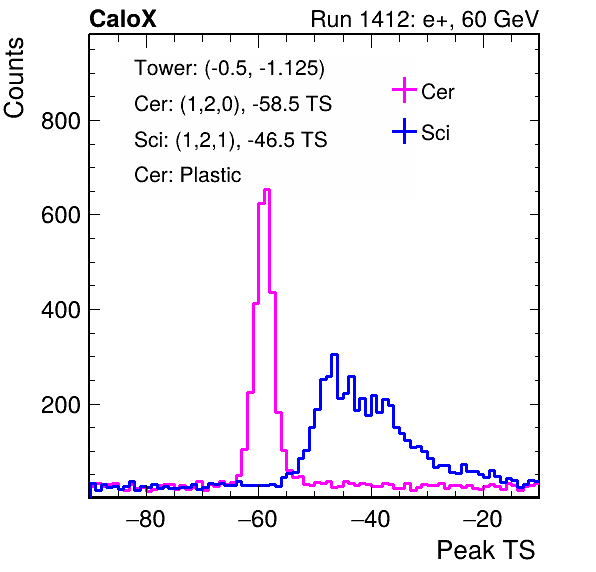 CaloX Run 1412: e+, 60 GeV
Counts
Tower: (-0.5, -1.125)
Cer: (1,2,0), -58.5 TS
Sci: (1,2,1), -46.5 TS
Cer: Plastic
Cer
Sci
800
600
400
200
−80 −60 −40 −20
Peak TS